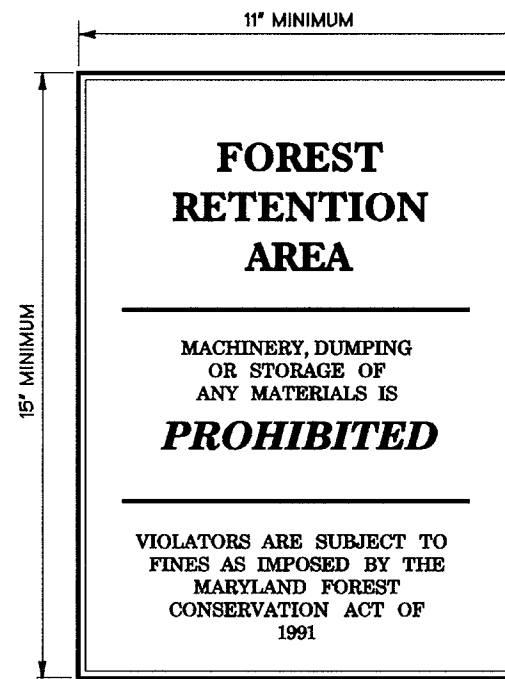 11" MINIMUM
15" MINIMUM
FOREST
RETENTION
AREA
MACHINERY, DUMPING
OR STORAGE OF
ANY MATERIALS IS
PROHIBITED
VIOLATORS ARE SUBJECT TO
FINES AS IMPOSED BY THE
MARYLAND FOREST
CONSERVATION ACT OF
1991